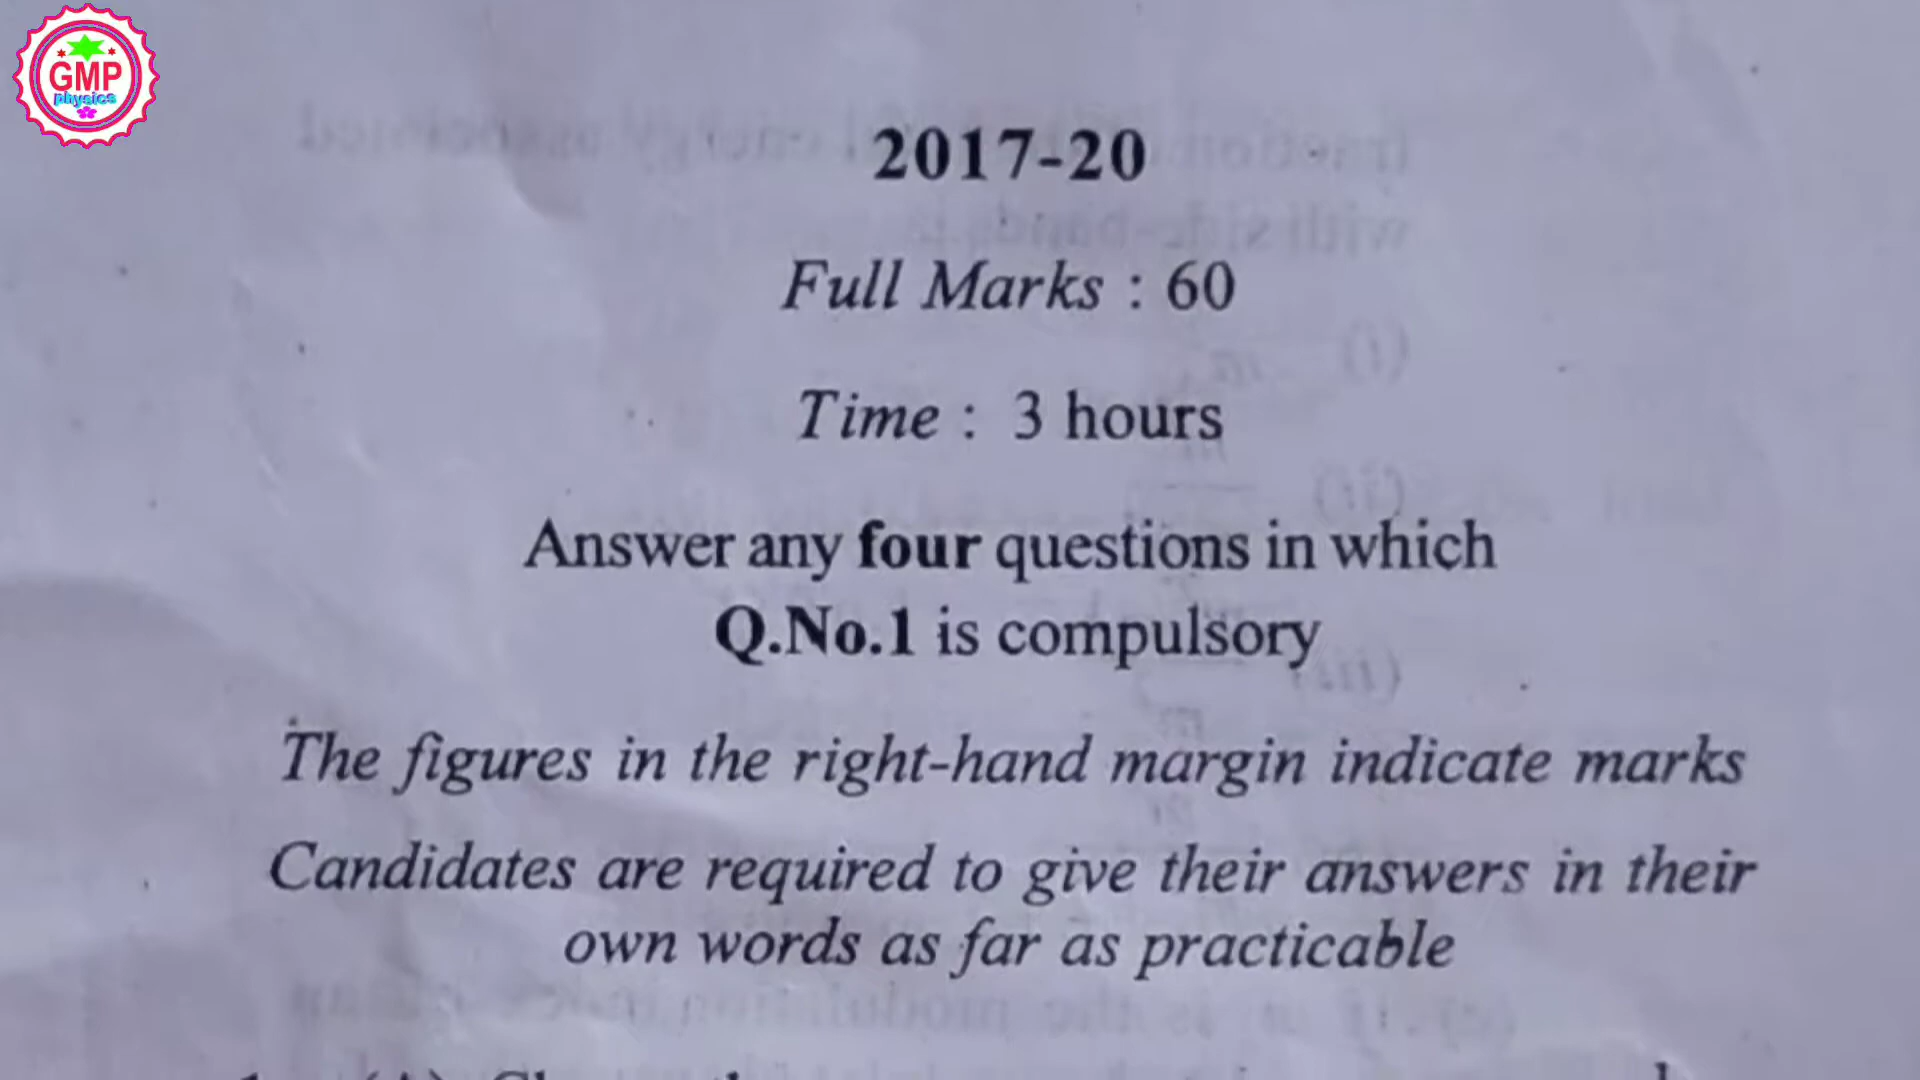 GMP
physics
2017-20
Full Marks : 60
Time : 3 hours
Answer any four questions in which
Q.No.1 is compulsory
The figures in the right-hand margin indicate marks
Candidates are required to give their answers in their
own words as far as practicable